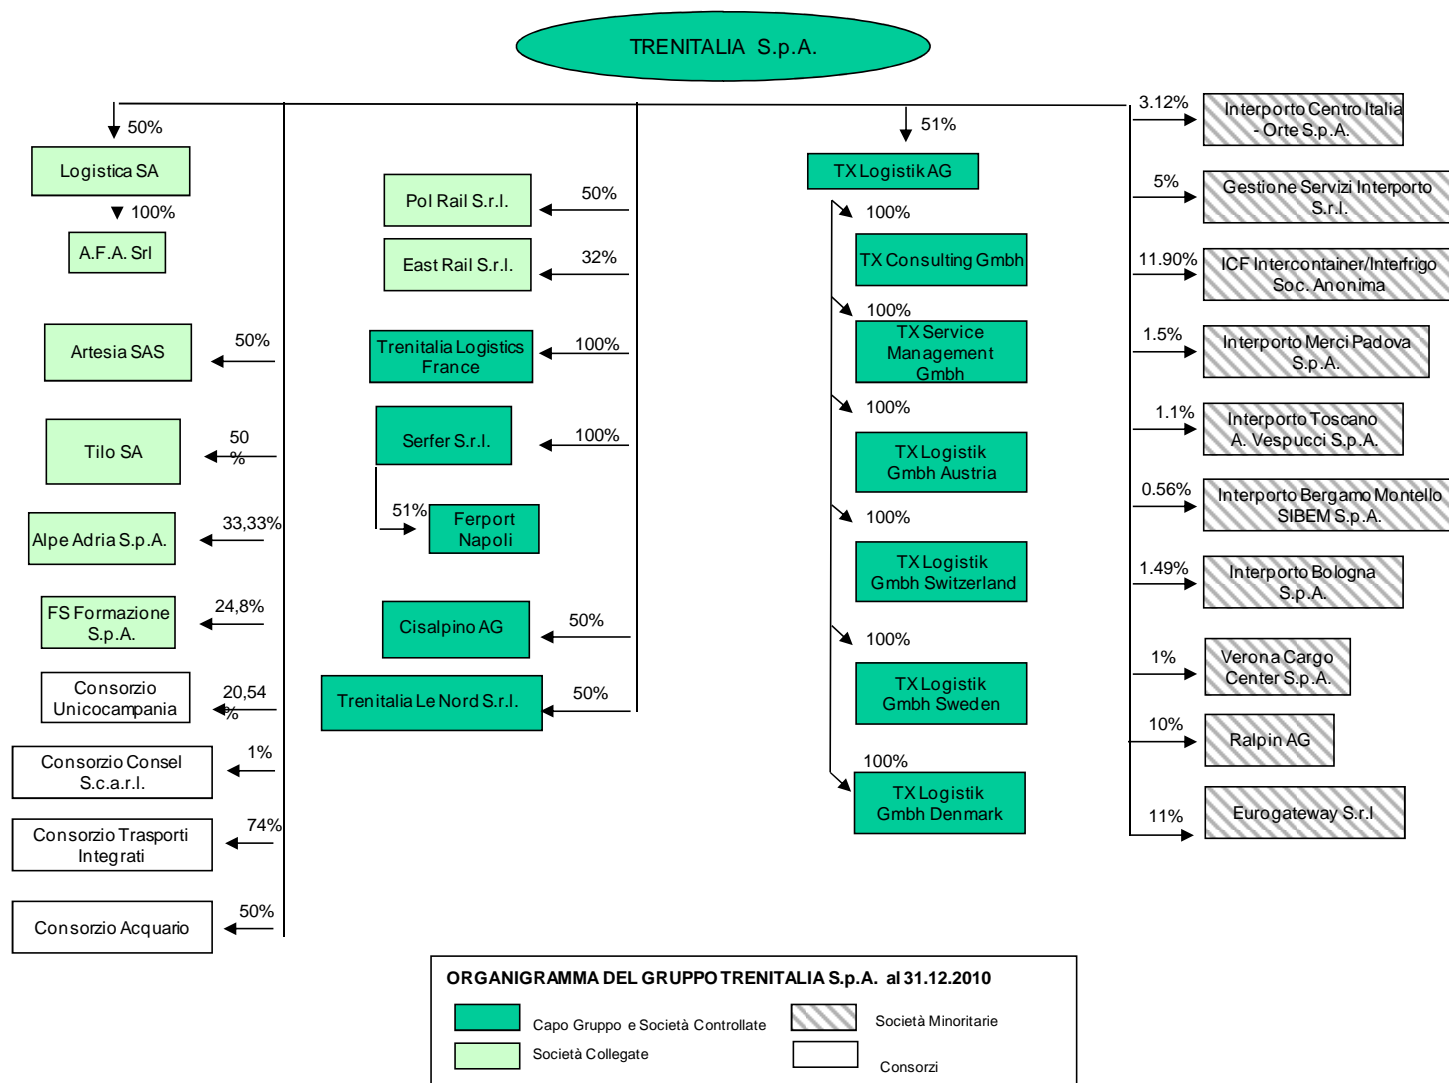 TRENITALIA S.p.A.
50%
Logistica SA
100%
A.F.A. Srl
50%
Artesia SAS
50
%
Tilo SA
33,33%
Alpe Adria S.p.A.
24,8%
FS Formazione
S.p.A.
Consorzio
Unicocampania
20,54
%
Consorzio Consel
S.c.a.r.l.
1%
Consorzio Trasporti
Integrati
74%
Consorzio Acquario
50%
Pol Rail S.r.l.
50%
East Rail S.r.l.
32%
Trenitalia Logistics
France
100%
Serfer S.r.l.
100%
51%
Ferport
Napoli
Cisalpino AG
50%
Trenitalia Le Nord S.r.l.
50%
51%
TX Logistik AG
100%
TX Consulting Gmbh
100%
TX Service
Management
Gmbh
100%
TX Logistik
Gmbh Austria
100%
TX Logistik
Gmbh Switzerland
100%
TX Logistik
Gmbh Sweden
100%
TX Logistik
Gmbh Denmark
3.12%
Interporto Centro Italia
- Orte S.p.A.
5%
Gestione Servizi Interporto
S.r.l.
11.90%
ICF Intercontainer/Interfrigo
Soc. Anonima
1.5%
Interporto Merci Padova
S.p.A.
1.1%
Interporto Toscano
A. Vespucci S.p.A.
0.56%
Interporto Bergamo Montello
SIBEM S.p.A.
1.49%
Interporto Bologna
S.p.A.
1%
Verona Cargo
Center S.p.A.
10%
Ralpin AG
11%
Eurogateway S.r.l
ORGANIGRAMMA DEL GRUPPO TRENITALIA S.p.A. al 31.12.2010
Capo Gruppo e Società Controllate
Società Minoritarie
Società Collegate
Consorzi